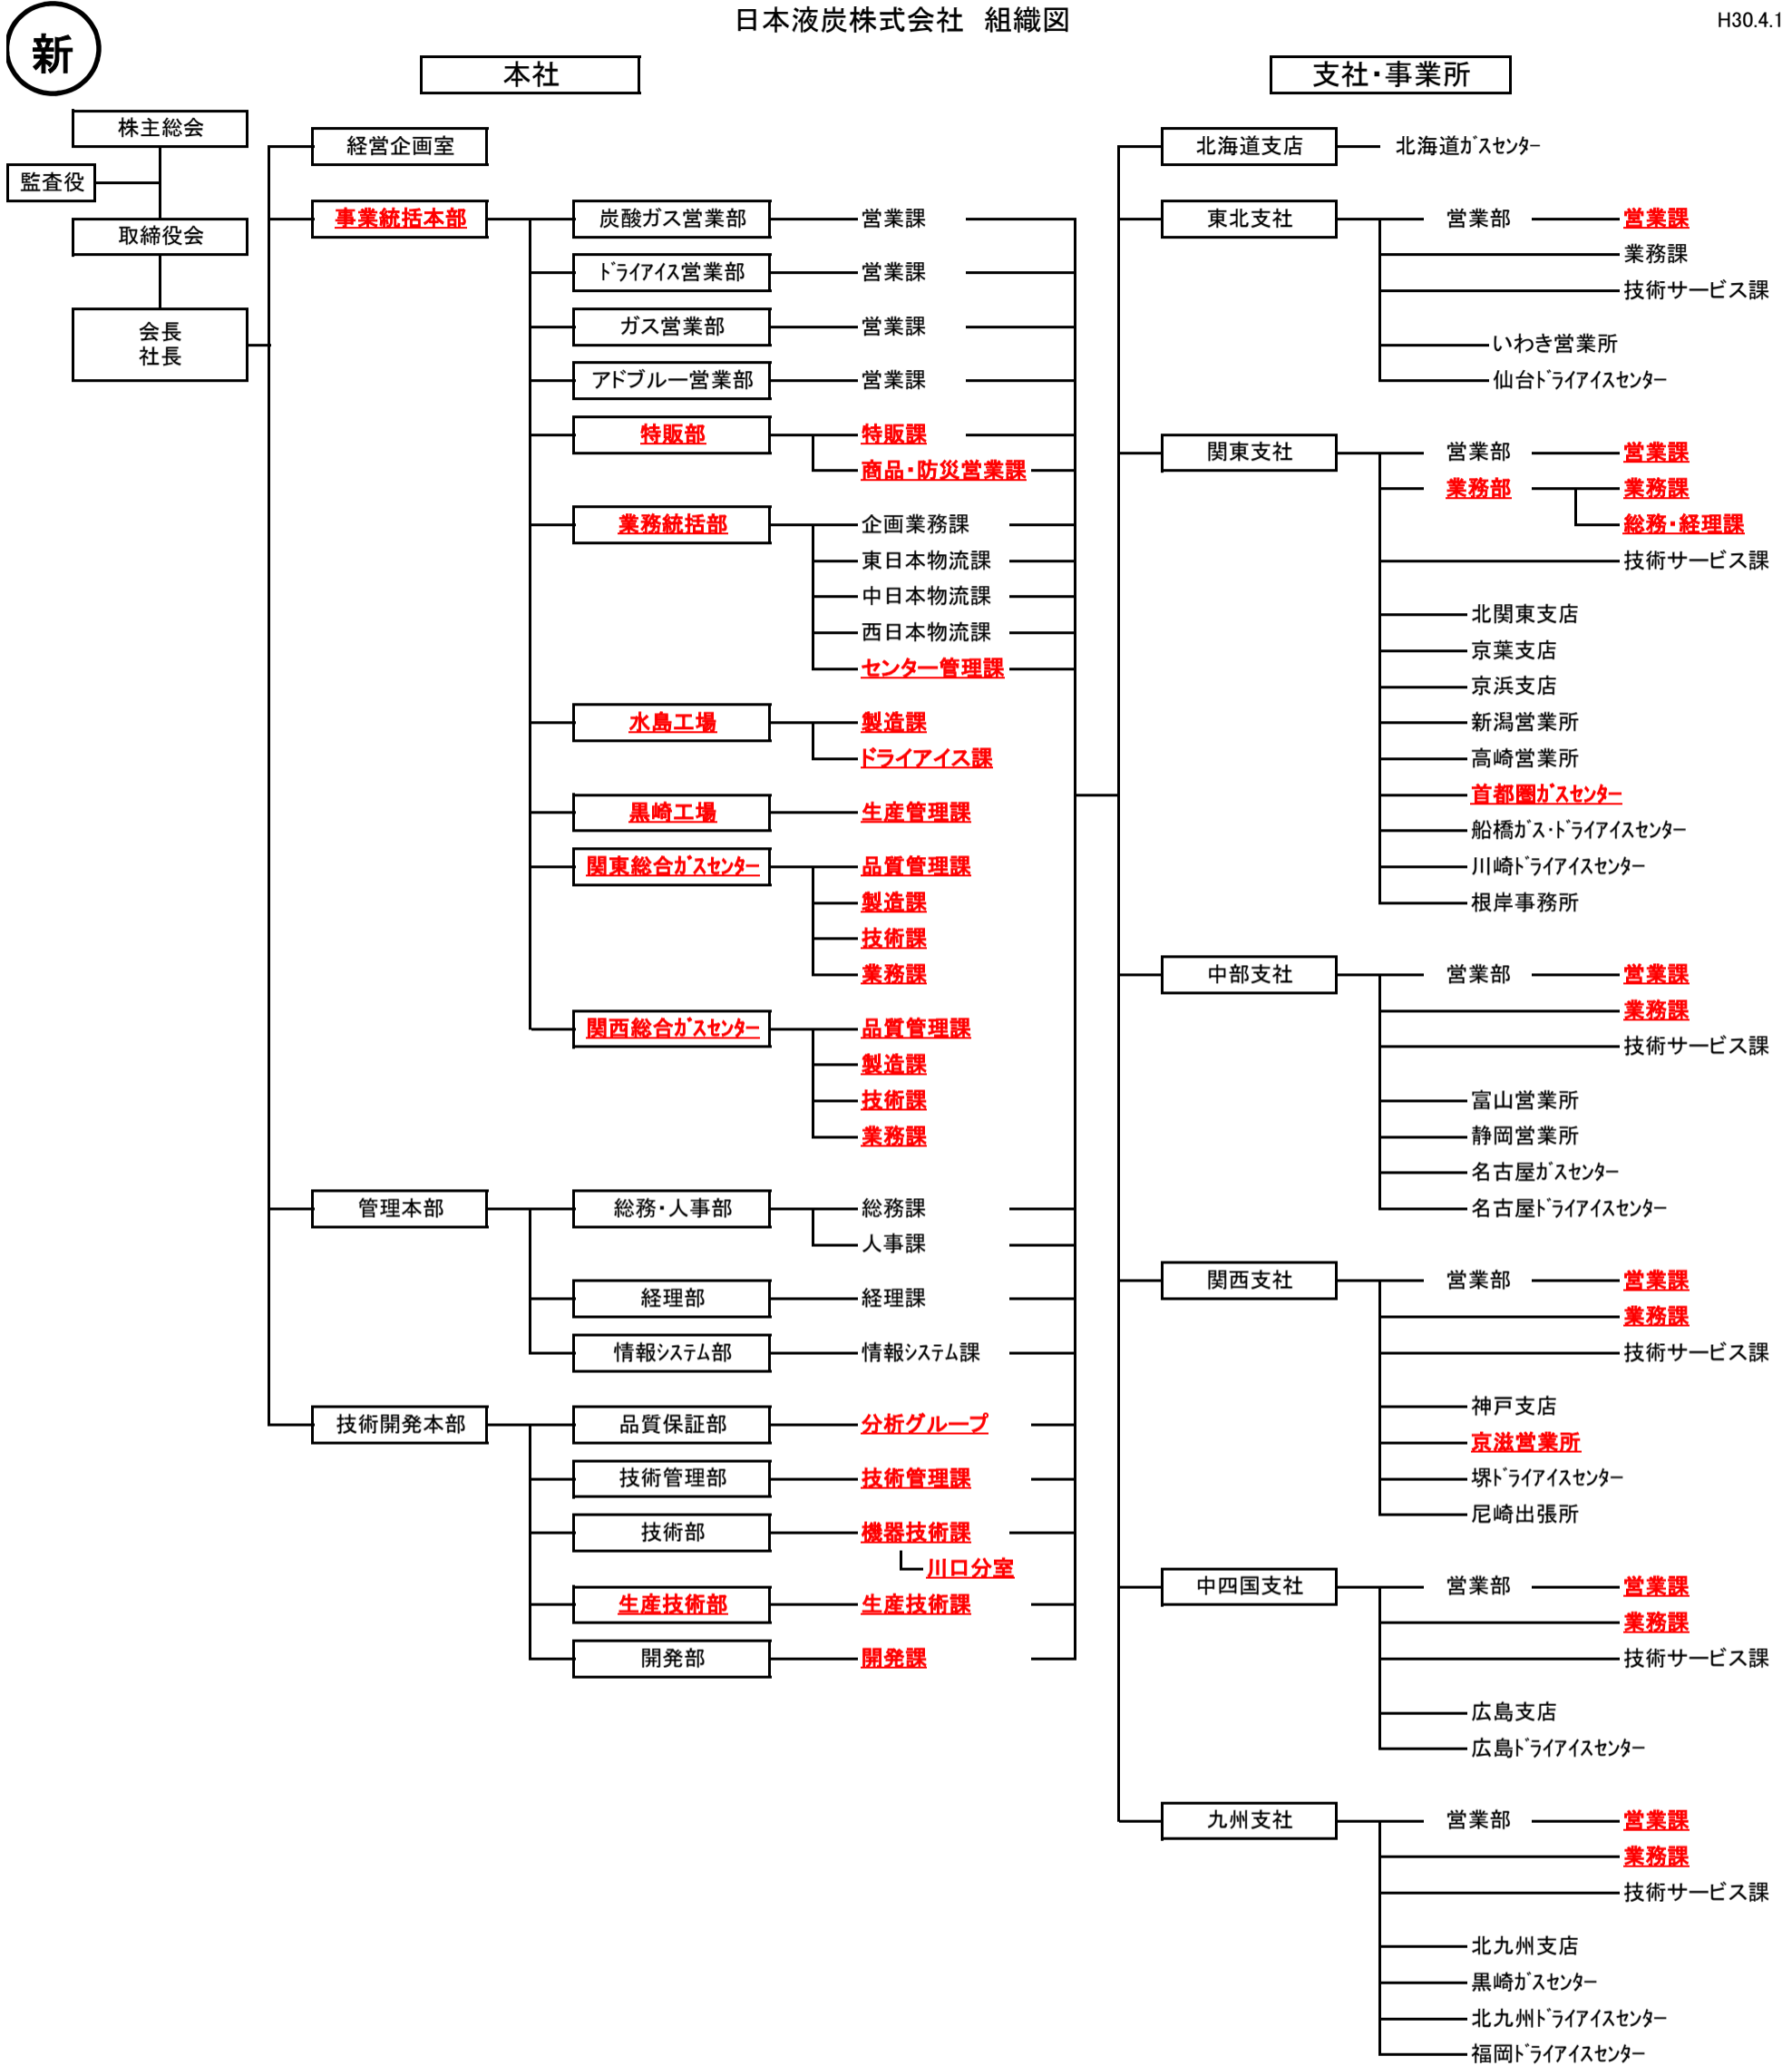 新
日本液炭株式会社 組織図
H30.4.1
本社
支社・事業所
株主総会
監査役
取締役会
会長
社長
経営企画室
事業統括本部
炭酸ガス営業部 営業課
ﾄﾞﾗｲｱｲｽ営業部 営業課
ガス営業部 営業課
アドブルー営業部 営業課
特販部 特販課
商品・防災営業課
業務統括部 企画業務課
東日本物流課
中日本物流課
西日本物流課
センター管理課
水島工場 製造課
ドライアイス課
黒崎工場 生産管理課
関東総合ｶﾞｽｾﾝﾀｰ 品質管理課
製造課
技術課
業務課
関西総合ｶﾞｽｾﾝﾀｰ 品質管理課
製造課
技術課
業務課
管理本部
総務・人事部 総務課
人事課
経理部 経理課
情報ｼｽﾃﾑ部 情報ｼｽﾃﾑ課
技術開発本部
品質保証部 分析グループ
技術管理部 技術管理課
技術部 機器技術課
川口分室
生産技術部 生産技術課
開発部 開発課
北海道支店 北海道ｶﾞｽｾﾝﾀｰ
東北支社 営業部 営業課
業務課
技術サービス課
いわき営業所
仙台ﾄﾞﾗｲｱｲｽｾﾝﾀｰ
関東支社 営業部 営業課
業務部 業務課
総務・経理課
技術サービス課
北関東支店
京葉支店
京浜支店
新潟営業所
高崎営業所
首都圏ｶﾞｽｾﾝﾀｰ
船橋ｶﾞｽ・ﾄﾞﾗｲｱｲｽｾﾝﾀｰ
川崎ﾄﾞﾗｲｱｲｽｾﾝﾀｰ
根岸事務所
中部支社 営業部 営業課
業務課
技術サービス課
富山営業所
静岡営業所
名古屋ｶﾞｽｾﾝﾀｰ
名古屋ﾄﾞﾗｲｱｲｽｾﾝﾀｰ
関西支社 営業部 営業課
業務課
技術サービス課
神戸支店
京滋営業所
堺ﾄﾞﾗｲｱｲｽｾﾝﾀｰ
尼崎出張所
中四国支社 営業部 営業課
業務課
技術サービス課
広島支店
広島ﾄﾞﾗｲｱｲｽｾﾝﾀｰ
九州支社 営業部 営業課
業務課
技術サービス課
北九州支店
黒崎ｶﾞｽｾﾝﾀｰ
北九州ﾄﾞﾗｲｱｲｽｾﾝﾀｰ
福岡ﾄﾞﾗｲｱｲｽｾﾝﾀｰ